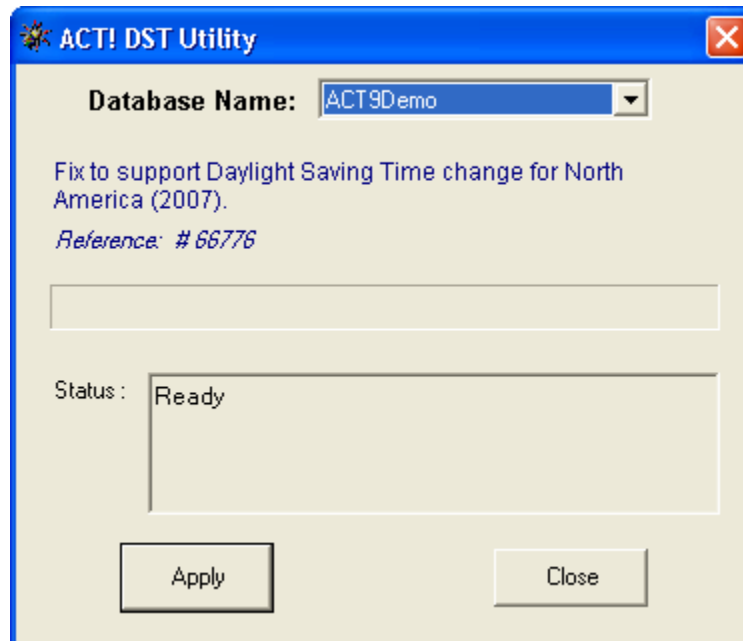 ACT! DST Utility
Database Name: ACT9Demo
Fix to support Daylight Saving Time change for North
America (2007).
Reference: # 66776
Status : Ready
Apply Close